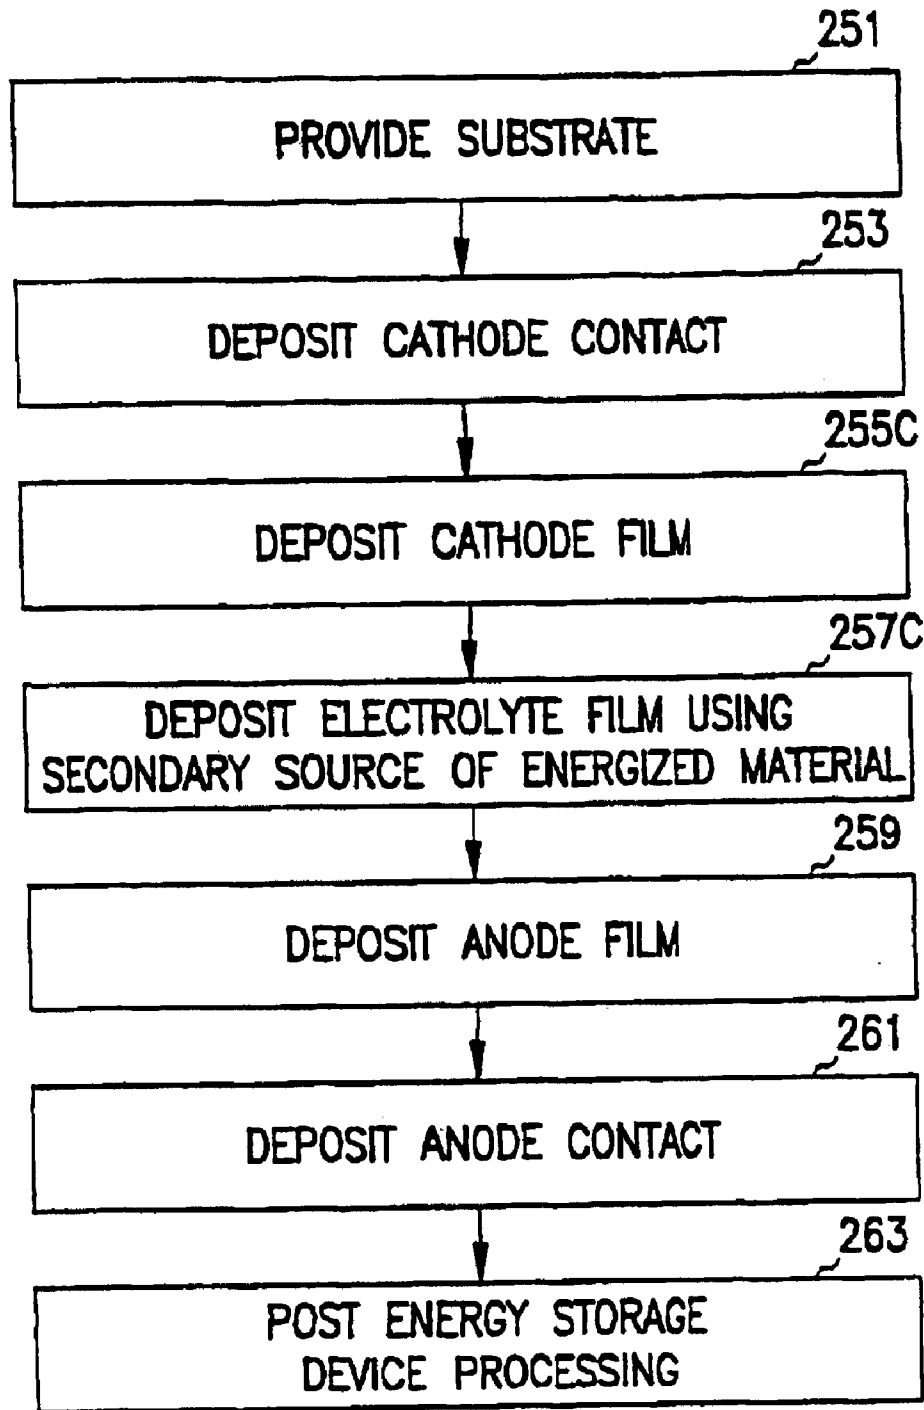 251
PROVIDE SUBSTRATE
253
DEPOSIT CATHODE CONTACT
255C
DEPOSIT CATHODE FILM
257C
DEPOSIT ELECTROLYTE FILM USING
SECONDARY SOURCE OF ENERGIZED MATERIAL
259
DEPOSIT ANODE FILM
261
DEPOSIT ANODE CONTACT
263
POST ENERGY STORAGE
DEVICE PROCESSING